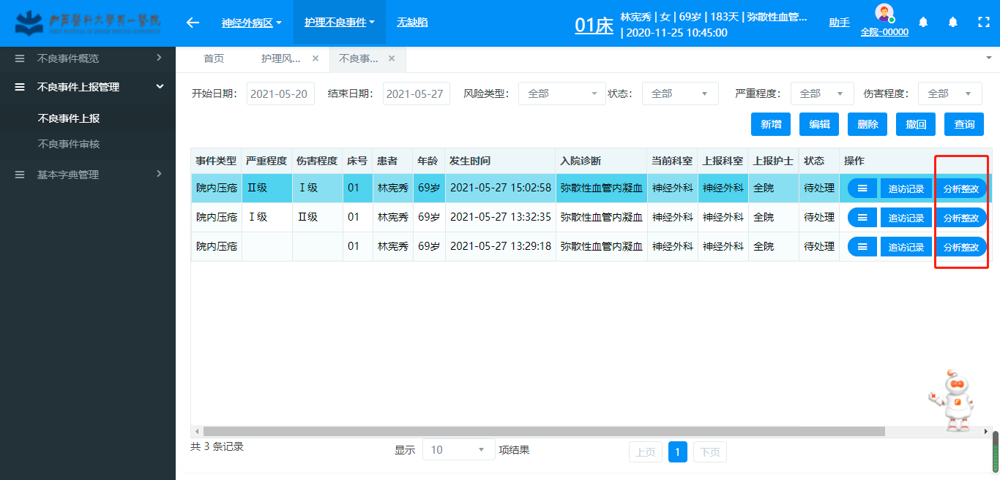 神经外病区 护理不良事件 无缺陷
01床 林宪秀 | 女 | 69岁 | 183天 | 弥散性血管...
| 2020-11-25 10:45:00
助手 全院-00000
不良事件概览
不良事件上报管理
不良事件上报
不良事件审核
基本字典管理
首页 护理风... × 不良事... ×
开始日期： 2021-05-20 结束日期： 2021-05-27 风险类型： 全部 状态： 全部 严重程度： 全部 伤害程度： 全部
新增 编辑 删除 撤回 查询
事件类型 严重程度 伤害程度 床号 患者 年龄 发生时间 入院诊断 当前科室 上报科室 上报护士 状态 操作
院内压疮 Ⅱ级 Ⅰ级 01 林宪秀 69岁 2021-05-27 15:02:58 弥散性血管内凝血 神经外科 神经外科 全院 待处理 追访记录 分析整改
院内压疮 Ⅰ级 Ⅱ级 01 林宪秀 69岁 2021-05-27 13:32:35 弥散性血管内凝血 神经外科 神经外科 全院 待处理 追访记录 分析整改
院内压疮 01 林宪秀 69岁 2021-05-27 13:29:18 弥散性血管内凝血 神经外科 神经外科 全院 待处理 追访记录 分析整改
共 3 条记录 显示 10 项结果 上页 1 下页